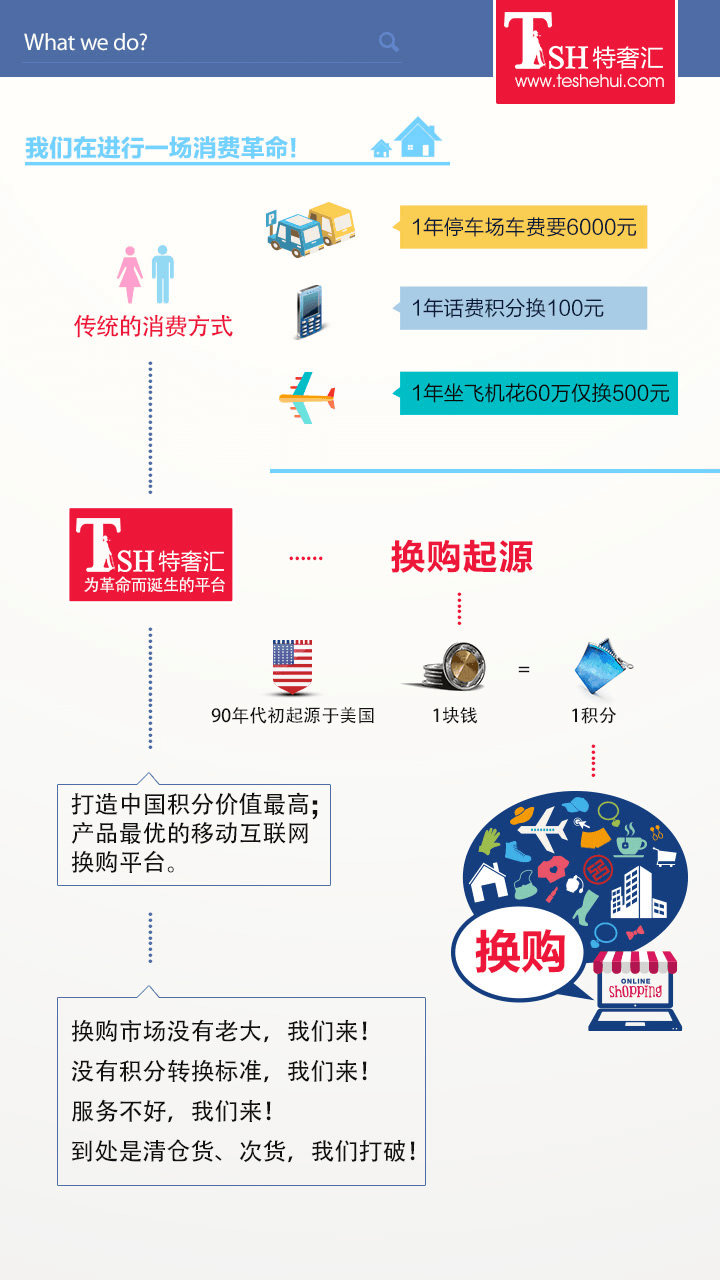 What we do?
TSH 特奢汇
www.teshehui.com
我们在进行一场消费革命!
P
1年停车场车费要6000元
1年话费积分换100元
传统的消费方式
1年坐飞机花60万仅换500元
TSH 特奢汇
为革命而诞生的平台
换购起源
=
90年代初起源于美国
1块钱
1积分
打造中国积分价值最高;
产品最优的移动互联网
换购平台。
换购
ONLINE
shopping
换购市场没有老大，我们来!
没有积分转换标准，我们来!
服务不好，我们来!
到处是清仓货、次货，我们打破!